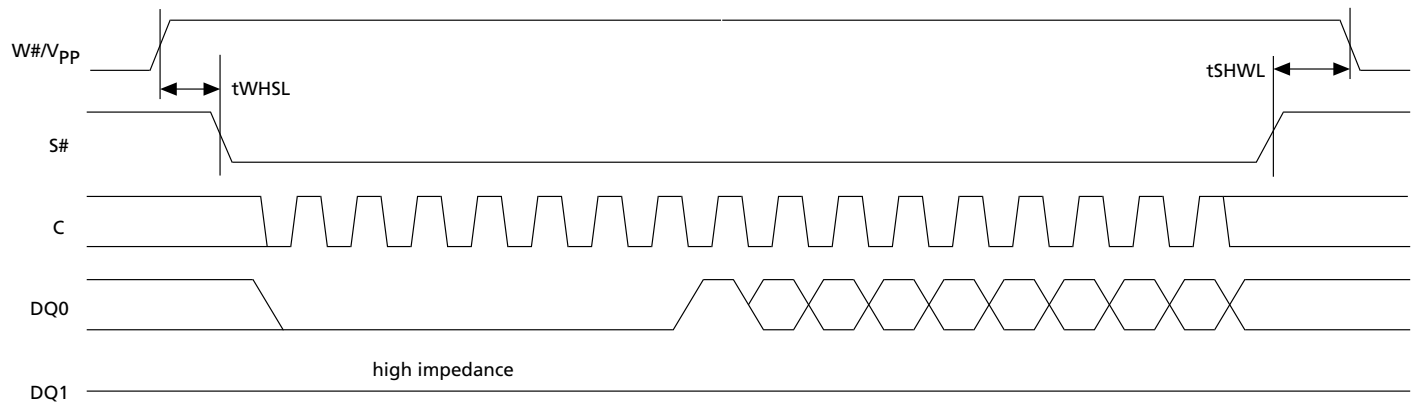 W#/VPP
tWHSL
tSHWL
S#
C
DQ0
high impedance
DQ1